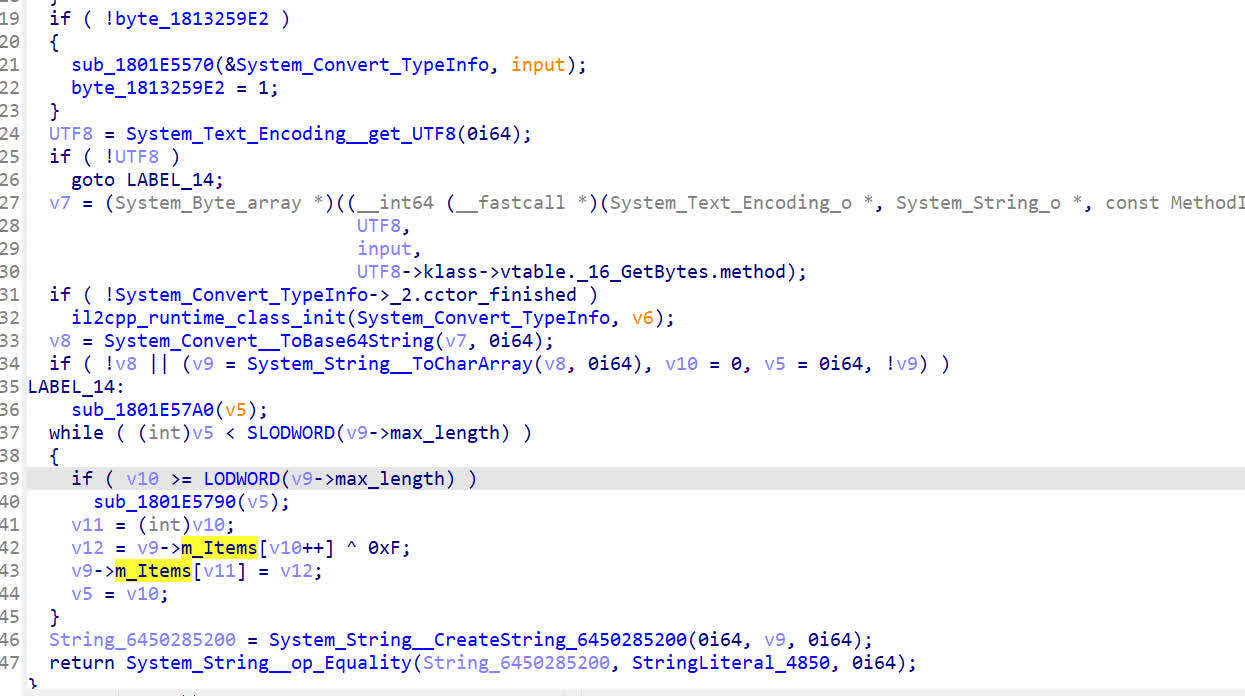 19 if ( !byte_1813259E2 )
20 {
21 sub_1801E5570(&System_Convert_TypeInfo, input);
22 byte_1813259E2 = 1;
23 }
24 UTF8 = System_Text_Encoding__get_UTF8(0i64);
25 if ( !UTF8 )
26 goto LABEL_14;
27 v7 = (System_Byte_array *)((__int64 (__fastcall *)(System_Text_Encoding_o *, System_String_o *, const MethodI
28 UTF8,
29 input,
30 UTF8->klass->vtable._16_GetBytes.method);
31 if ( !System_Convert_TypeInfo->_2.cctor_finished )
32 il2cpp_runtime_class_init(System_Convert_TypeInfo, v6);
33 v8 = System_Convert__ToBase64String(v7, 0i64);
34 if ( !v8 || (v9 = System_String__ToCharArray(v8, 0i64), v10 = 0, v5 = 0i64, !v9) )
35 LABEL_14:
36 sub_1801E57A0(v5);
37 while ( (int)v5 < SLODWORD(v9->max_length) )
38 {
39 if ( v10 >= LODWORD(v9->max_length) )
40 sub_1801E5790(v5);
41 v11 = (int)v10;
42 v12 = v9->m_Items[v10++] ^ 0xF;
43 v9->m_Items[v11] = v12;
44 v5 = v10;
45 }
46 String_6450285200 = System_String__CreateString_6450285200(0i64, v9, 0i64);
47 return System_String__op_Equality(String_6450285200, StringLiteral_4850, 0i64);
}